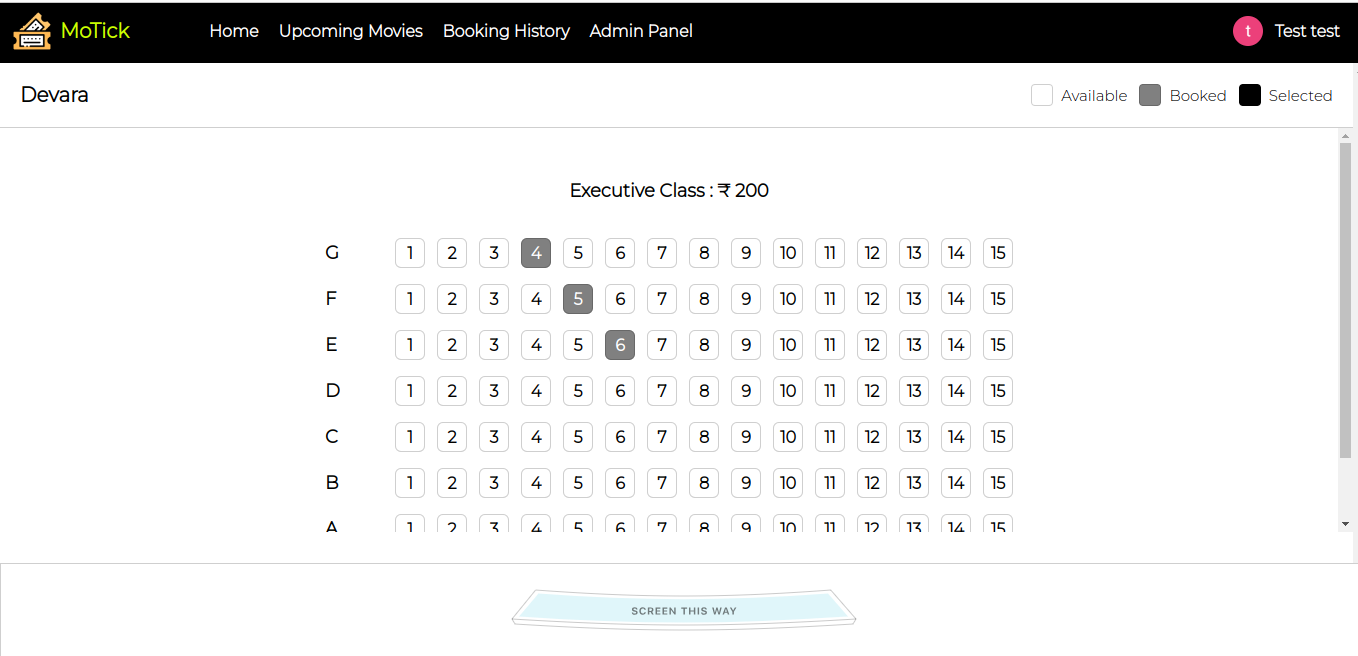 MoTick Home Upcoming Movies Booking History Admin Panel t Test test
Devara Available Booked Selected
Executive Class : ₹ 200
G 1 2 3 4 5 6 7 8 9 10 11 12 13 14 15
F 1 2 3 4 5 6 7 8 9 10 11 12 13 14 15
E 1 2 3 4 5 6 7 8 9 10 11 12 13 14 15
D 1 2 3 4 5 6 7 8 9 10 11 12 13 14 15
C 1 2 3 4 5 6 7 8 9 10 11 12 13 14 15
B 1 2 3 4 5 6 7 8 9 10 11 12 13 14 15
A 1 2 3 4 5 6 7 8 9 10 11 12 13 14 15
SCREEN THIS WAY